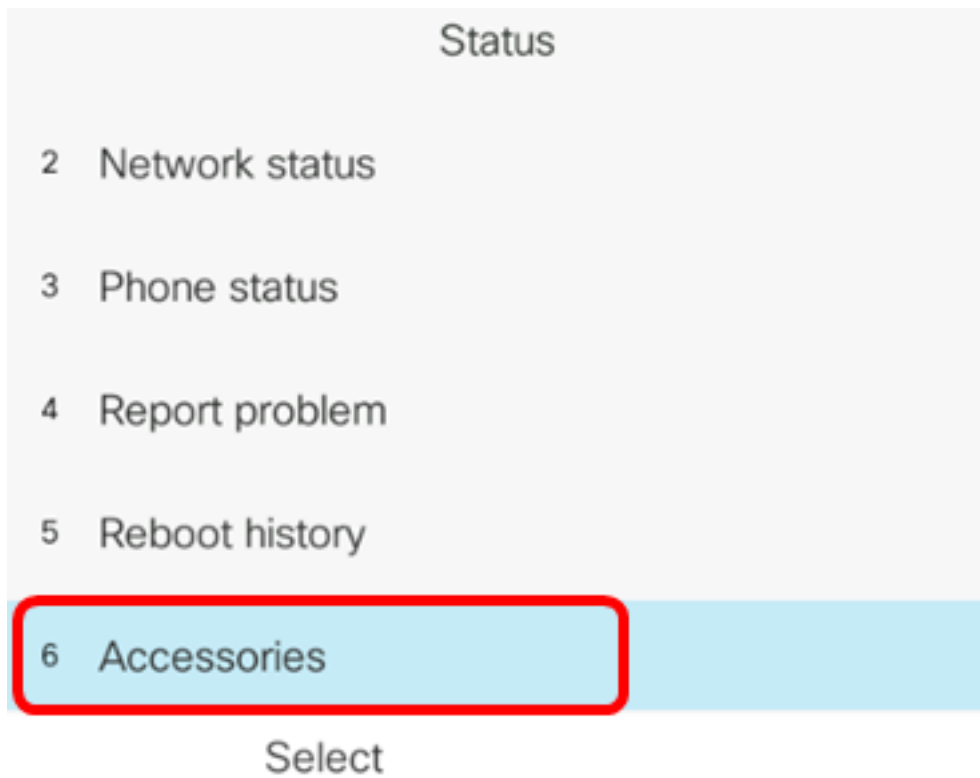 Status
2 Network status
3 Phone status
4 Report problem
5 Reboot history
6 Accessories
Select